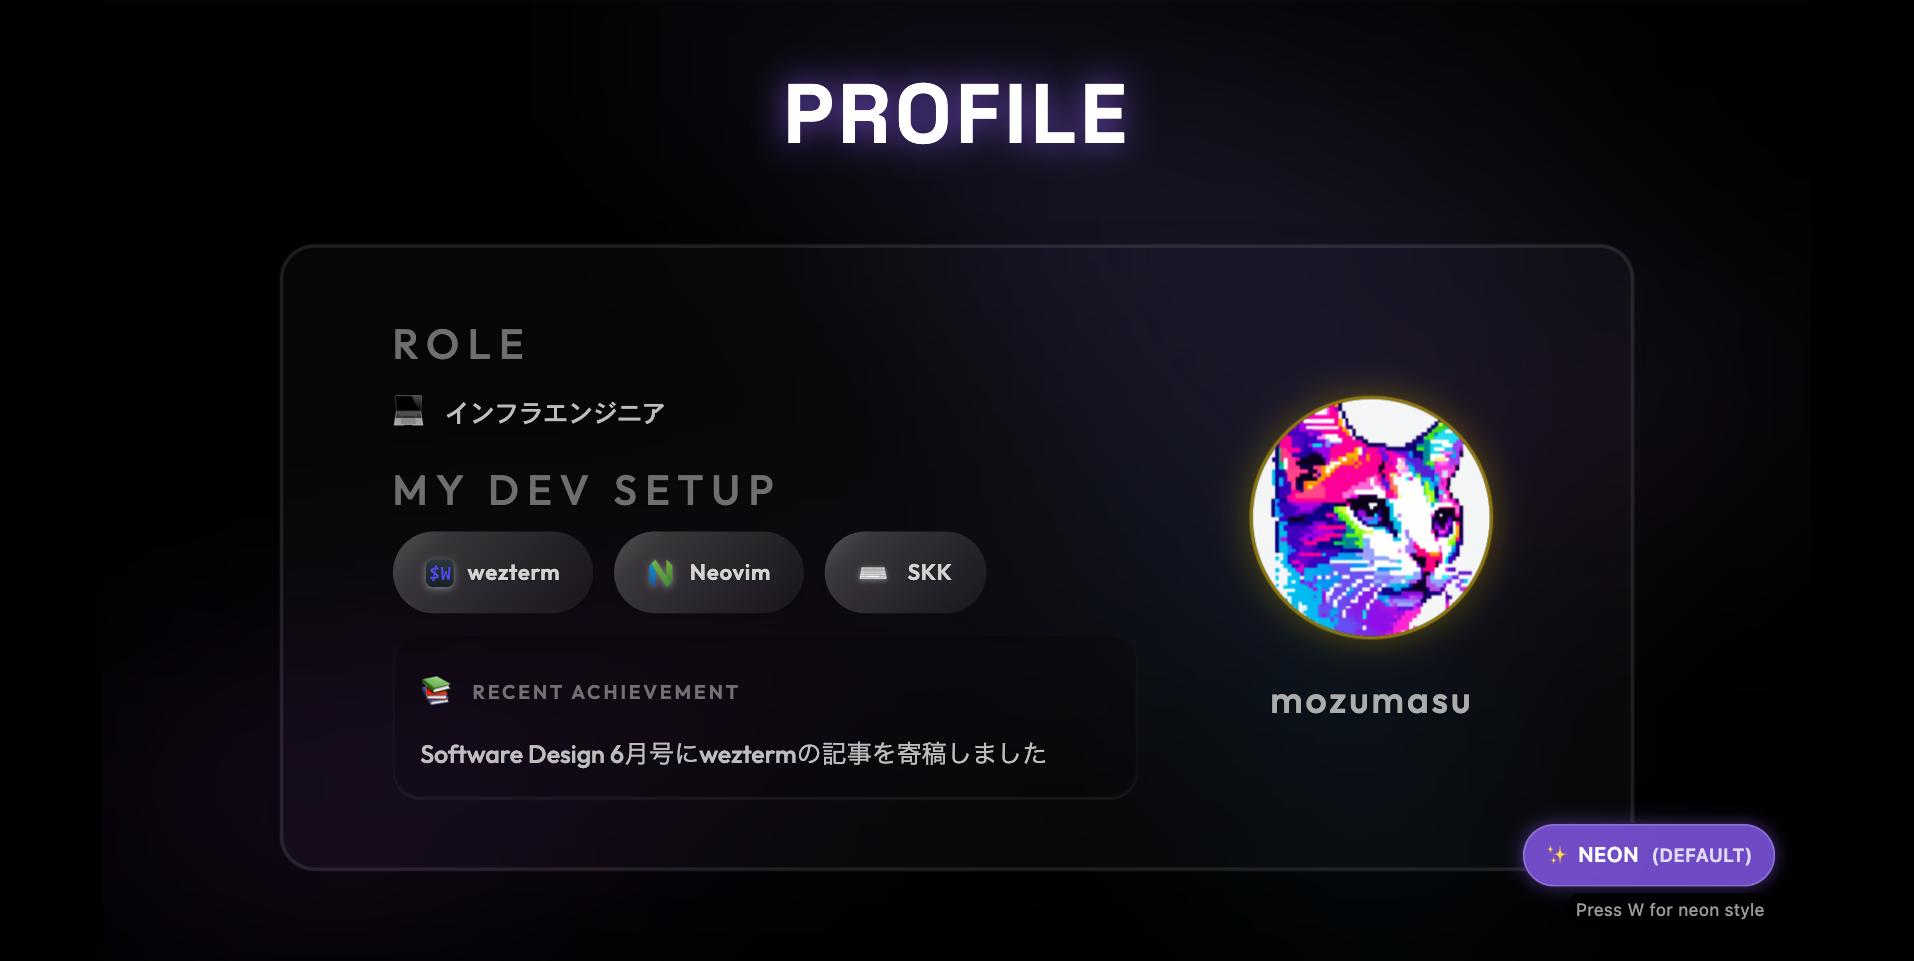 PROFILE
ROLE
💻 インフラエンジニア
MY DEV SETUP
$W wezterm
Neovim
SKK
RECENT ACHIEVEMENT
Software Design 6月号にweztermの記事を寄稿しました
mozumasu
✨ NEON (DEFAULT)
Press W for neon style